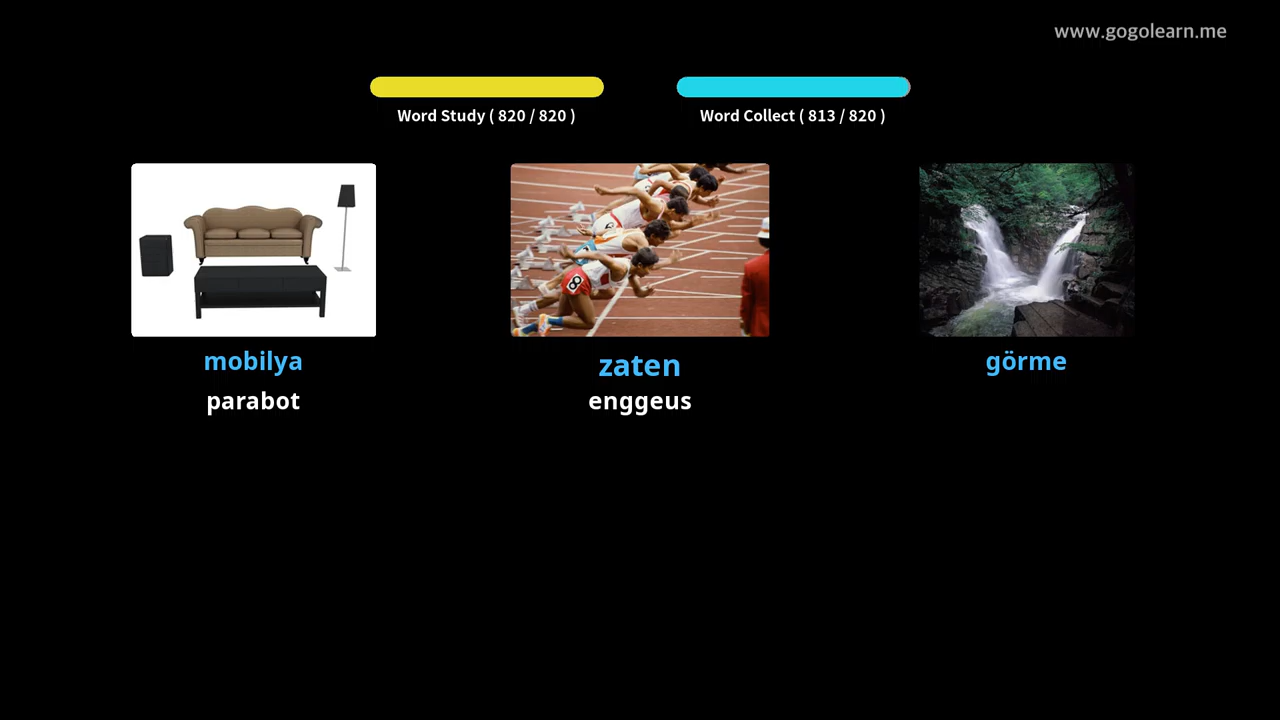 www.gogolearn.me
Word Study ( 820 / 820 )
Word Collect ( 813 / 820 )
mobilya
zaten
görme
parabot
enggeus